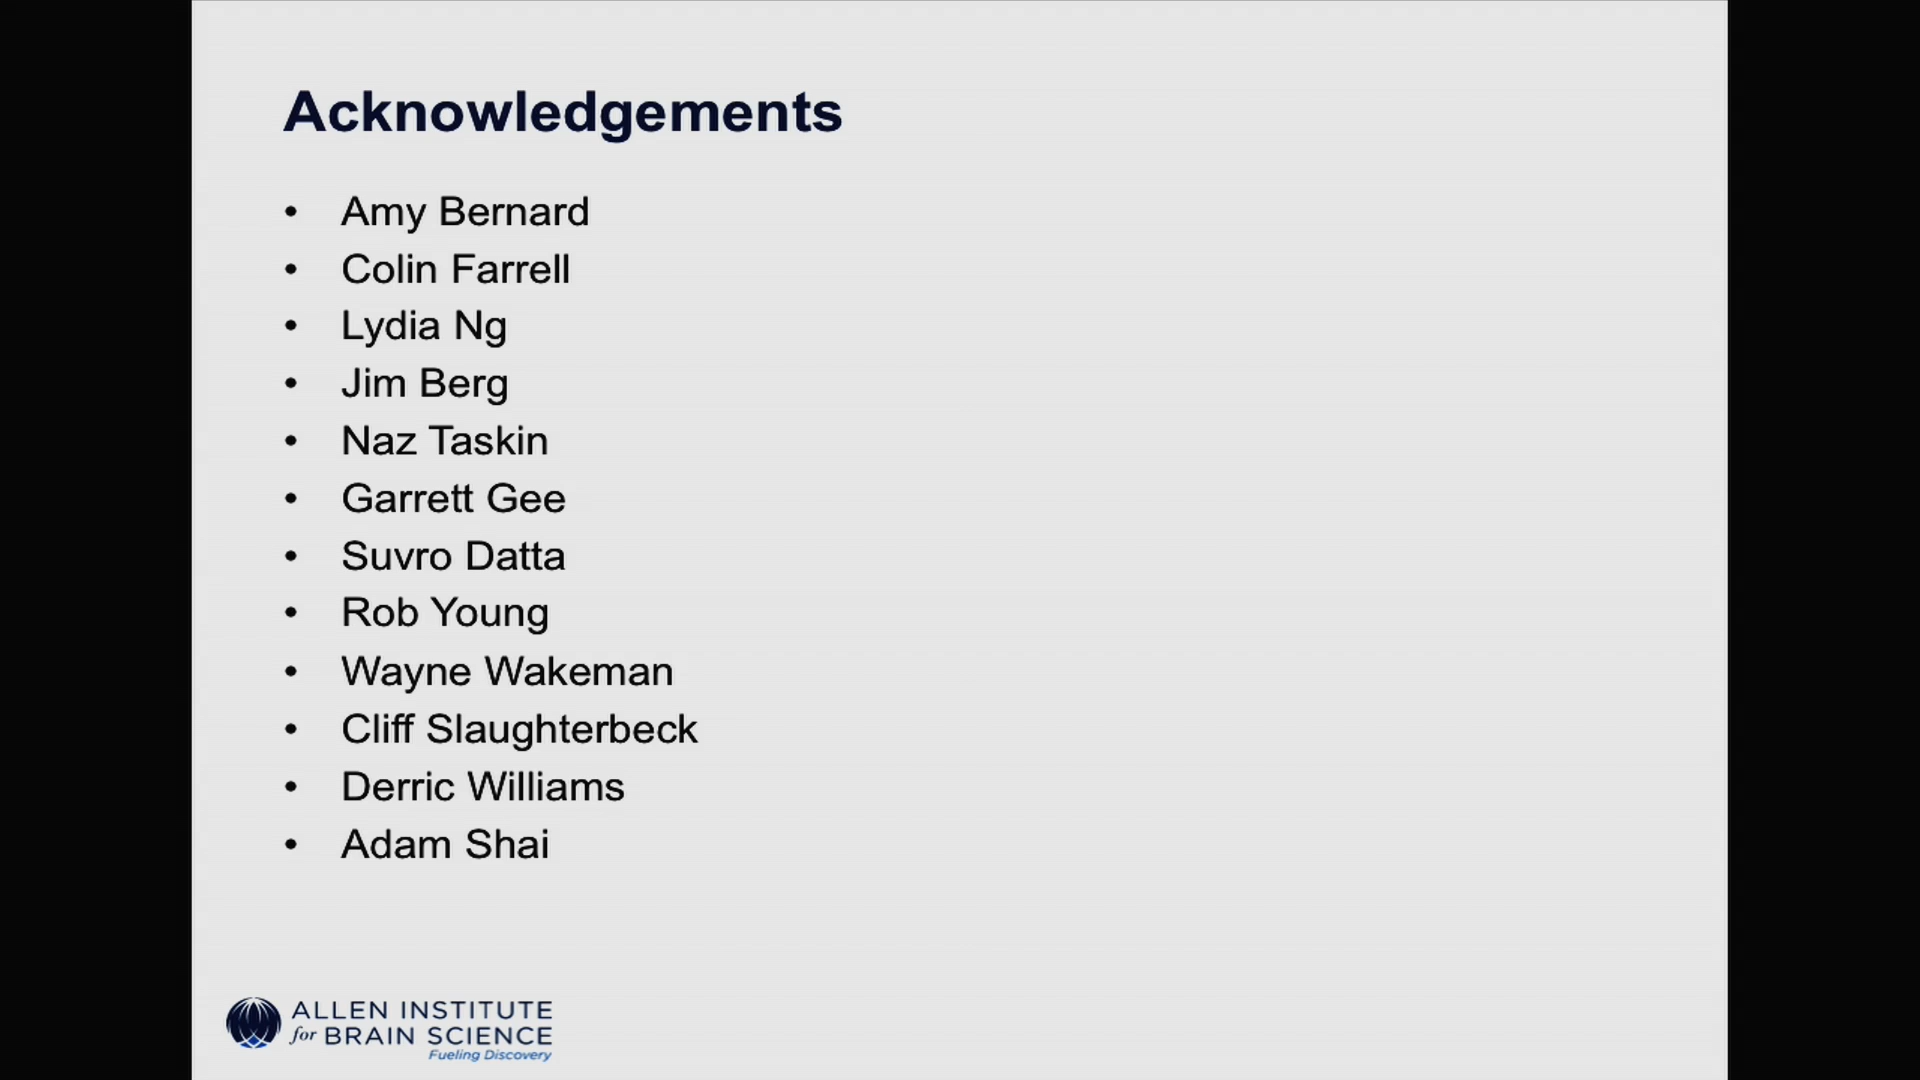 Acknowledgements
• Amy Bernard
• Colin Farrell
• Lydia Ng
• Jim Berg
• Naz Taskin
• Garrett Gee
• Suvro Datta
• Rob Young
• Wayne Wakeman
• Cliff Slaughterbeck
• Derric Williams
• Adam Shai
ALLEN INSTITUTE
for BRAIN SCIENCE
Fueling Discovery